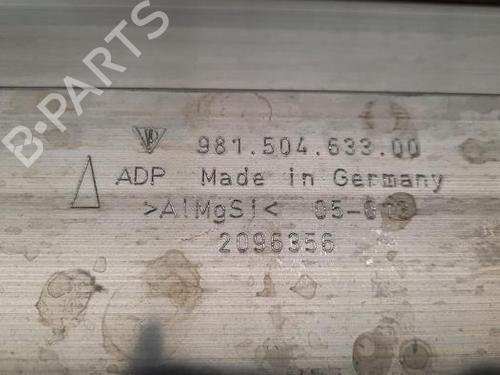 981.504.633.00
ADP Made in Germany
>AlMgSi<
2096356
B-PARTS